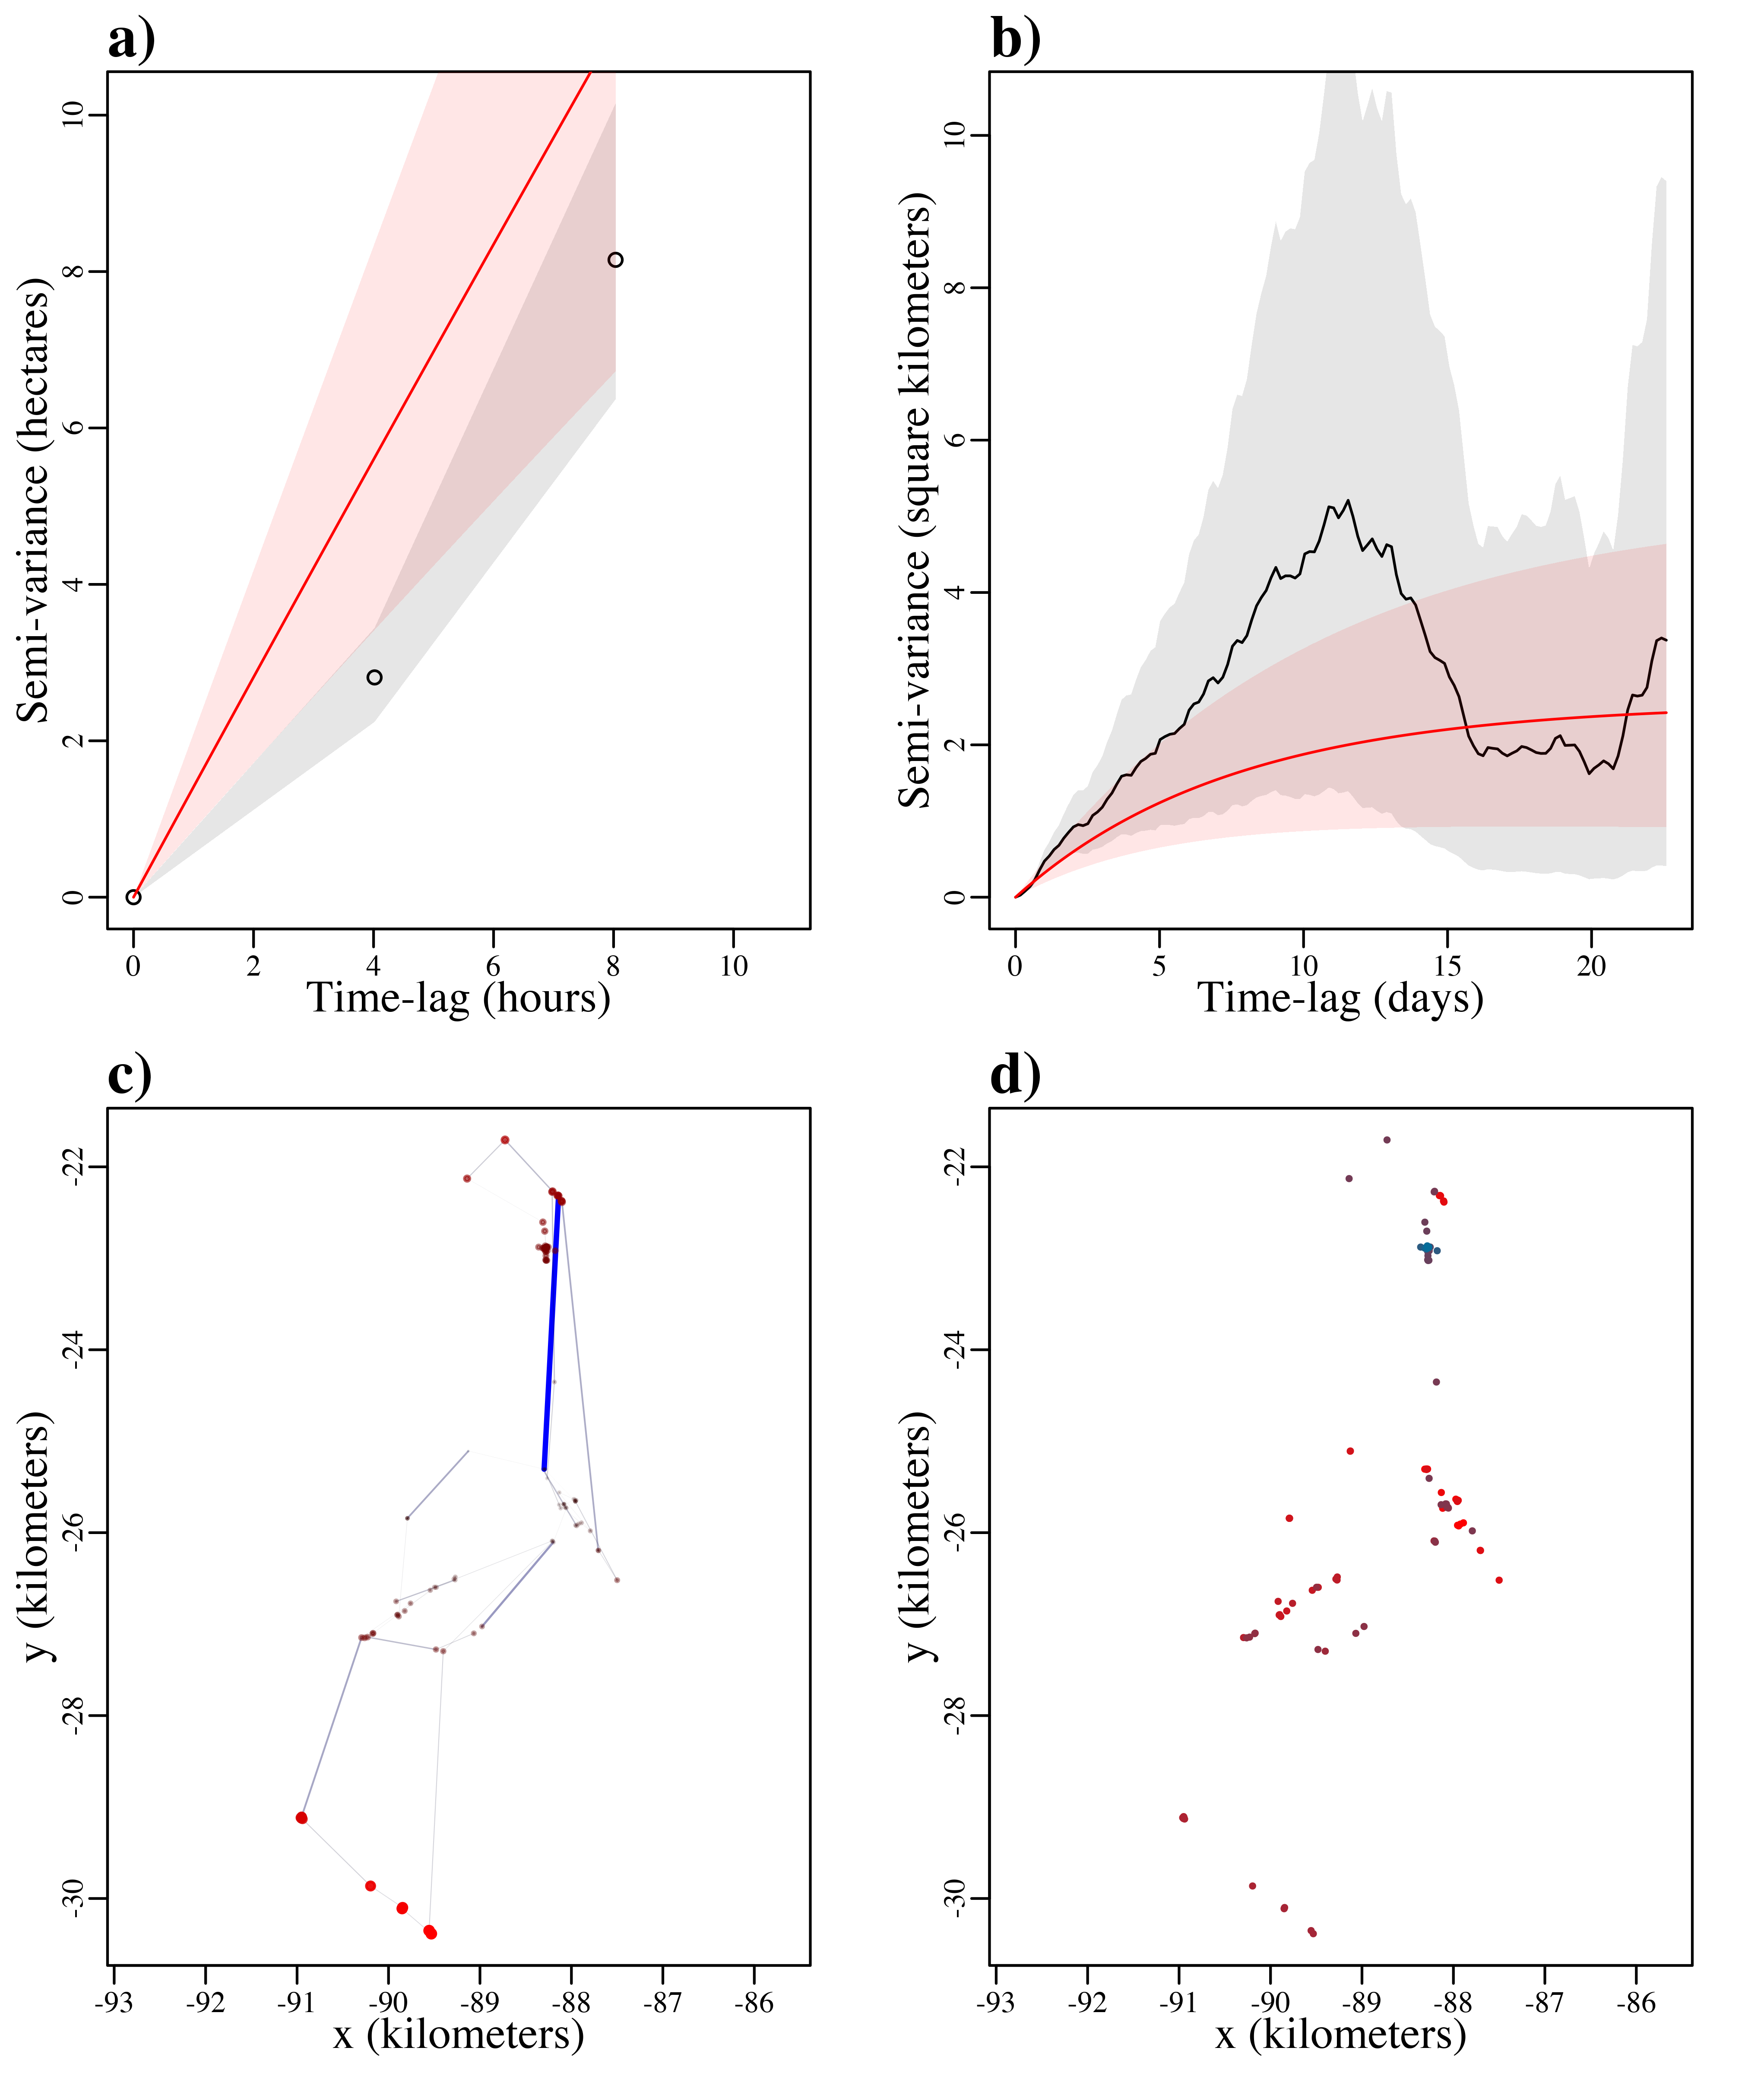 a)
Semi-variance (hectares)
0 2 4 6 8 10
0 2 4 6 8 10
Time-lag (hours)
b)
Semi-variance (square kilometers)
0 2 4 6 8 10
0 5 10 15 20
Time-lag (days)
c)
y (kilometers)
-22 -24 -26 -28 -30
-93 -92 -91 -90 -89 -88 -87 -86
x (kilometers)
d)
y (kilometers)
-22 -24 -26 -28 -30
-93 -92 -91 -90 -89 -88 -87 -86
x (kilometers)